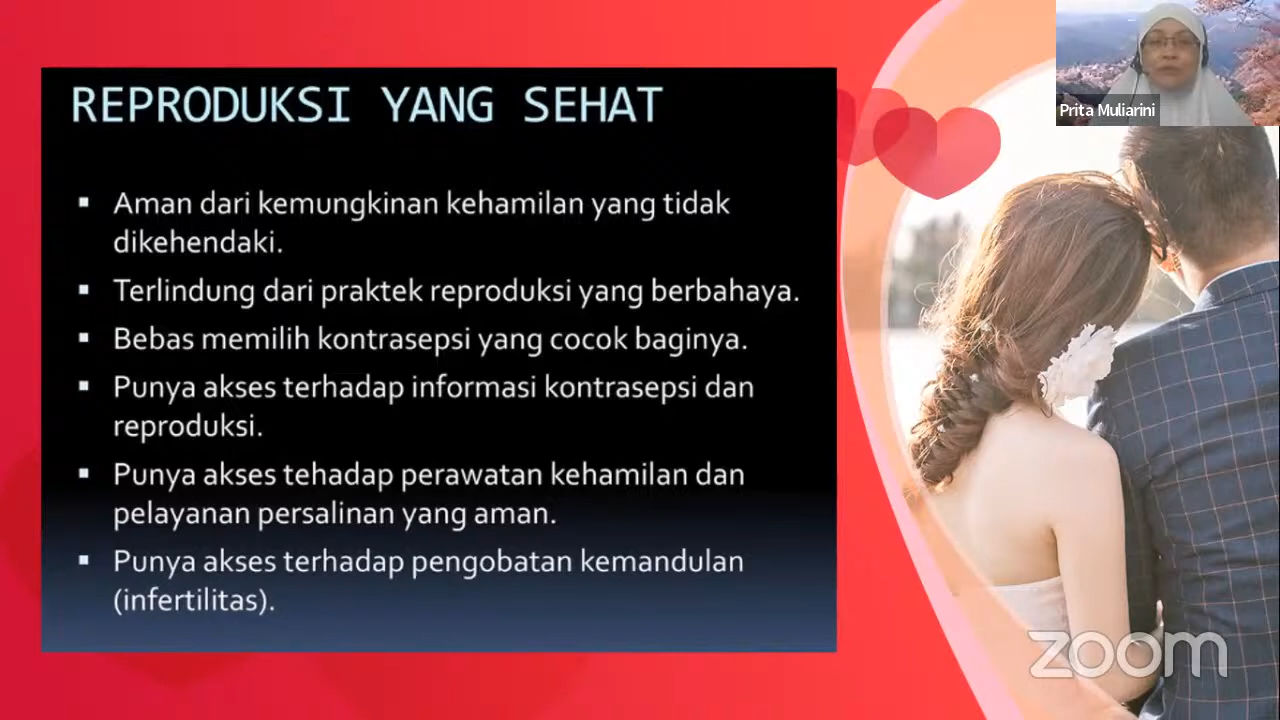 REPRODUKSI YANG SEHAT
Aman dari kemungkinan kehamilan yang tidak
dikehendaki.
Terlindung dari praktek reproduksi yang berbahaya.
Bebas memilih kontrasepsi yang cocok baginya.
Punya akses terhadap informasi kontrasepsi dan
reproduksi.
Punya akses tehadap perawatan kehamilan dan
pelayanan persalinan yang aman.
Punya akses terhadap pengobatan kemandulan
(infertilitas).
Prita Muliarini
zoom